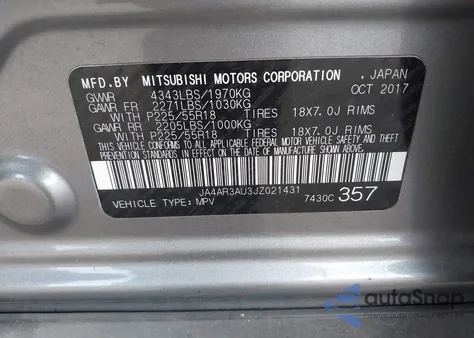 MFD.BY MITSUBISHI MOTORS CORPORATION , JAPAN
GVWR 4343LBS/1970KG OCT 2017
GAWR FR 2271LBS/1030KG
WITH P225/55R18 TIRES 18X7.0J RIMS
GAWR RR 2205LBS/1000KG
WITH P225/55R18 TIRES 18X7.0J RIMS
THIS VEHICLE CONFORMS TO ALL APPLICABLE FEDERAL MOTOR VEHICLE SAFETY AND
THEFT PREVENTION STANDARDS IN EFFECT ON THE DATE OF MANUFACTURE SHOWN ABOVE.
JA4AR3AU3JZ021431
VEHICLE TYPE: MPV 7430C 357
autoSnap